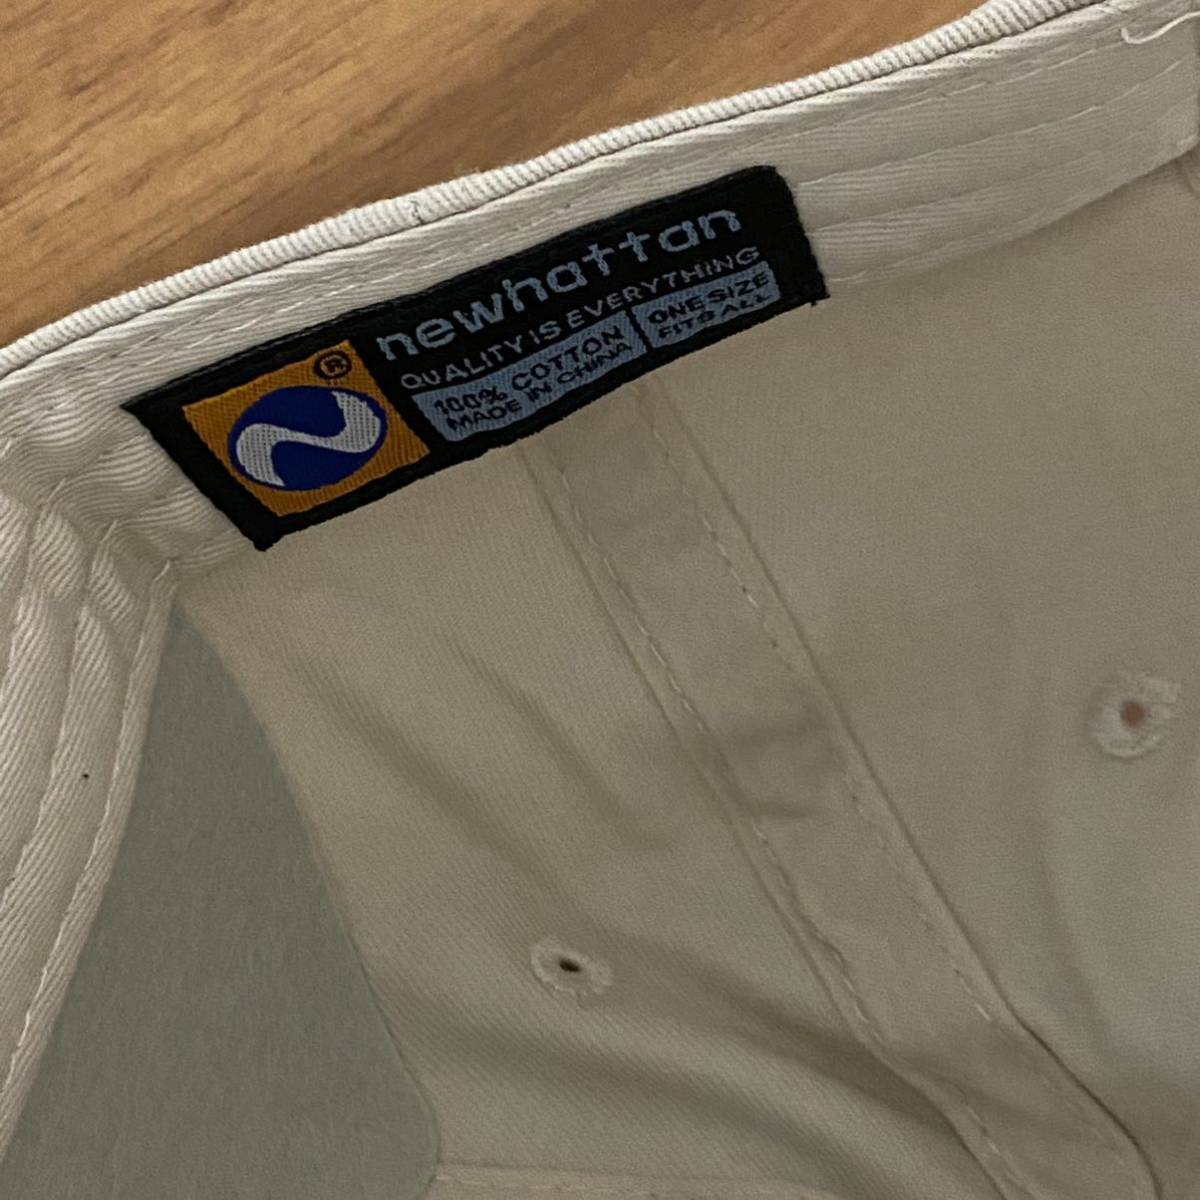 newhattan
QUALITY IS EVERYTHING
100% COTTON
MADE IN CHINA
ONE SIZE
FITS ALL
®